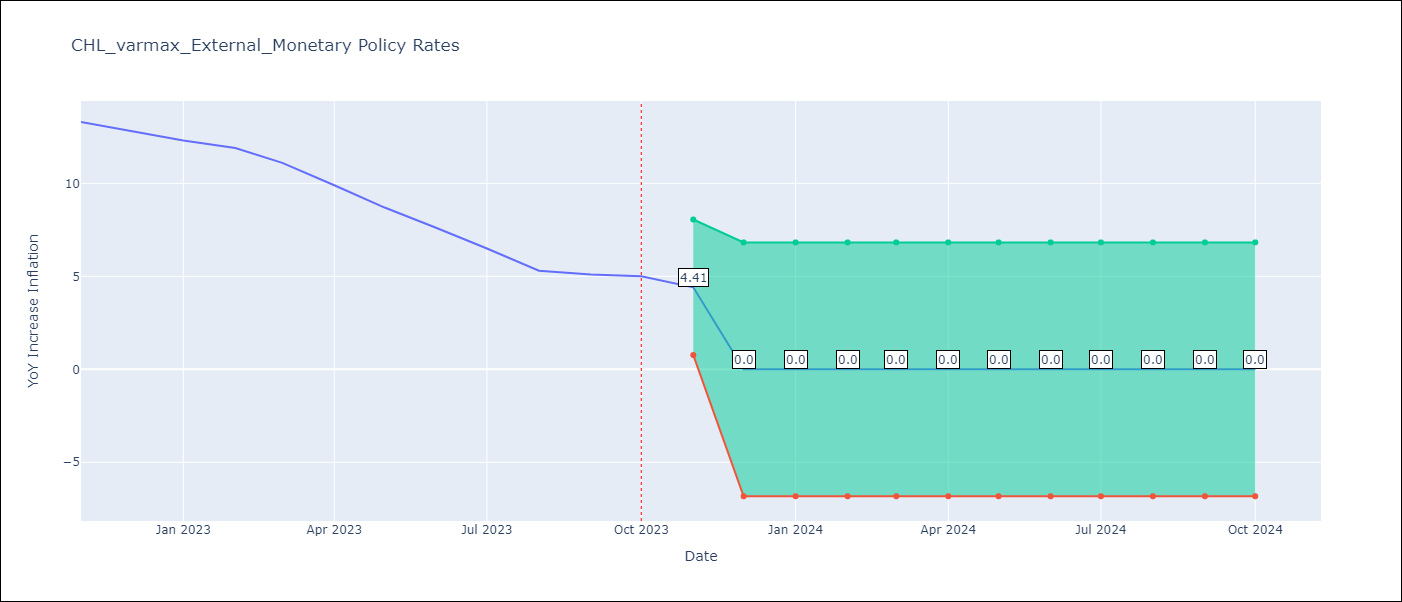 CHL_varmax_External_Monetary Policy Rates
YoY Increase Inflation
10
5
0
−5
4.41
0.0 0.0 0.0 0.0 0.0 0.0 0.0 0.0 0.0 0.0 0.0
Jan 2023 Apr 2023 Jul 2023 Oct 2023 Jan 2024 Apr 2024 Jul 2024 Oct 2024
Date